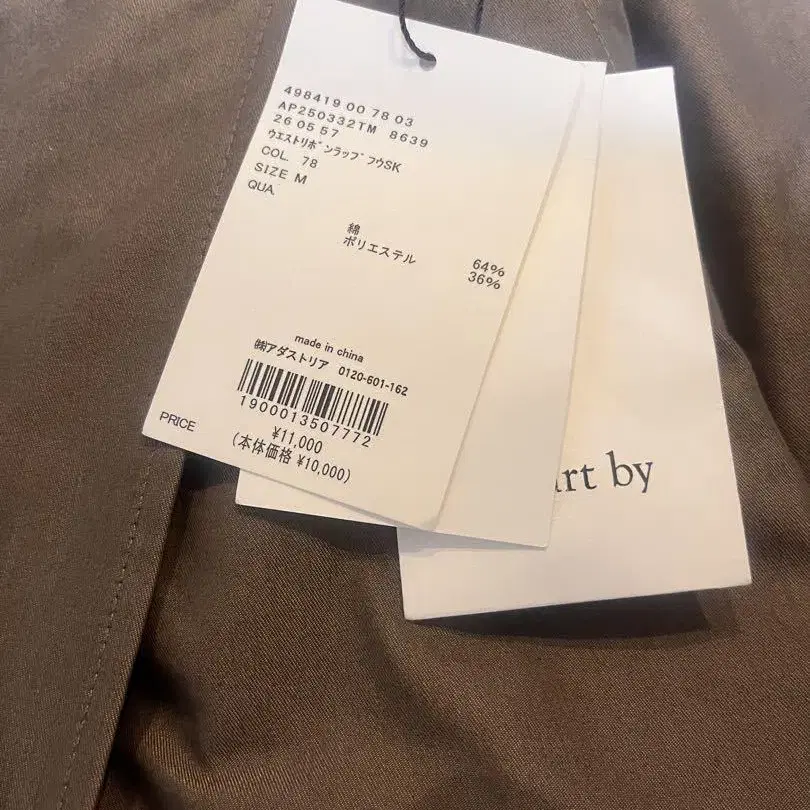 498419 00 78 03
AP250332TM 8639
26 05 57
ｳｴｽﾄﾘﾎﾞﾝﾗｯﾌﾟﾌｳSK
COL. 78
SIZE M
QUA.
綿 64%
ポリエステル 36%
made in china
㈱アダストリア 0120-601-162
1900013507772
PRICE ¥11,000
(本体価格 ¥10,000)
by